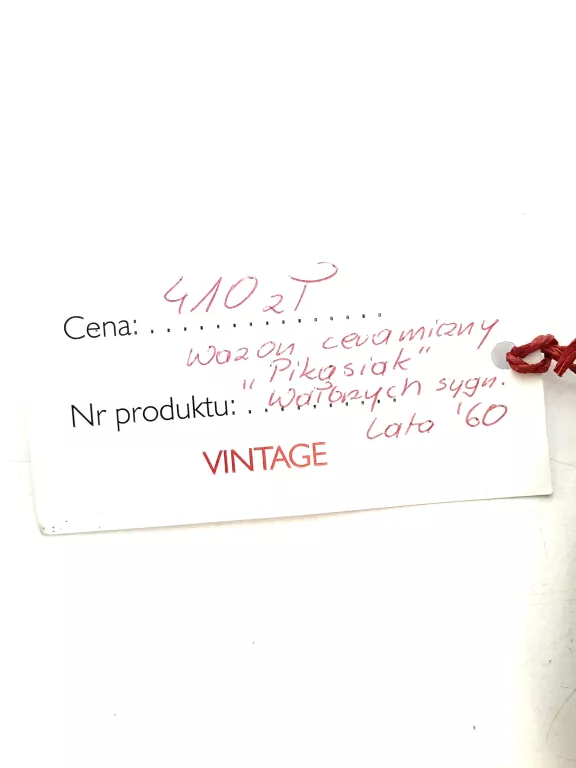 Cena: 410 zł
wazon ceramiczny
"Pikasiak"
Nr produktu: Wałbrzych sygn.
Lata '60
VINTAGE